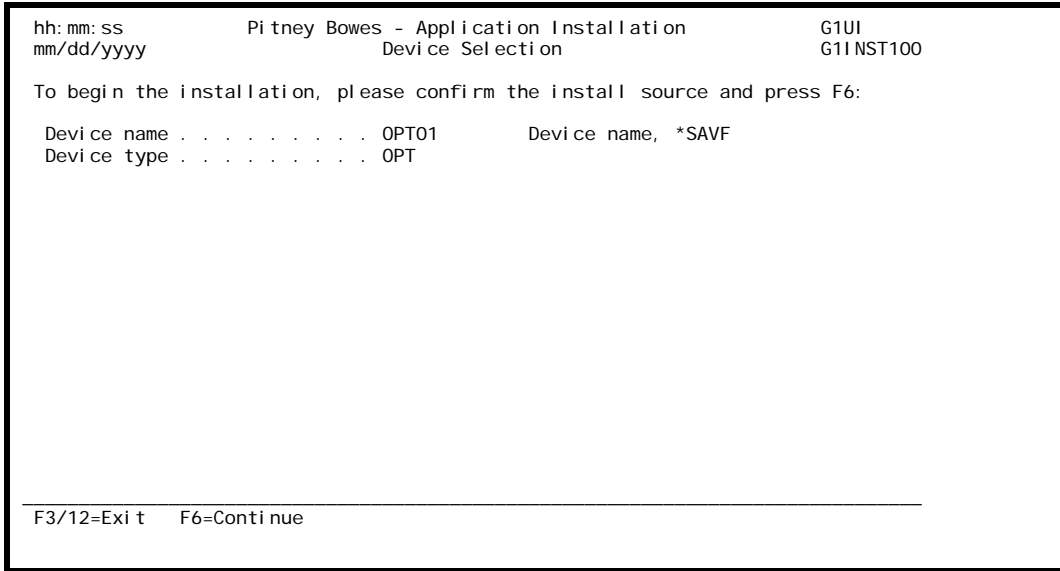 hh:mm:ss Pitney Bowes - Application Installation G1UI
mm/dd/yyyy Device Selection G1INST100
To begin the installation, please confirm the install source and press F6:
Device name . . . . . . . . . OPT01 Device name, *SAVF
Device type . . . . . . . . . OPT
F3/12=Exit F6=Continue